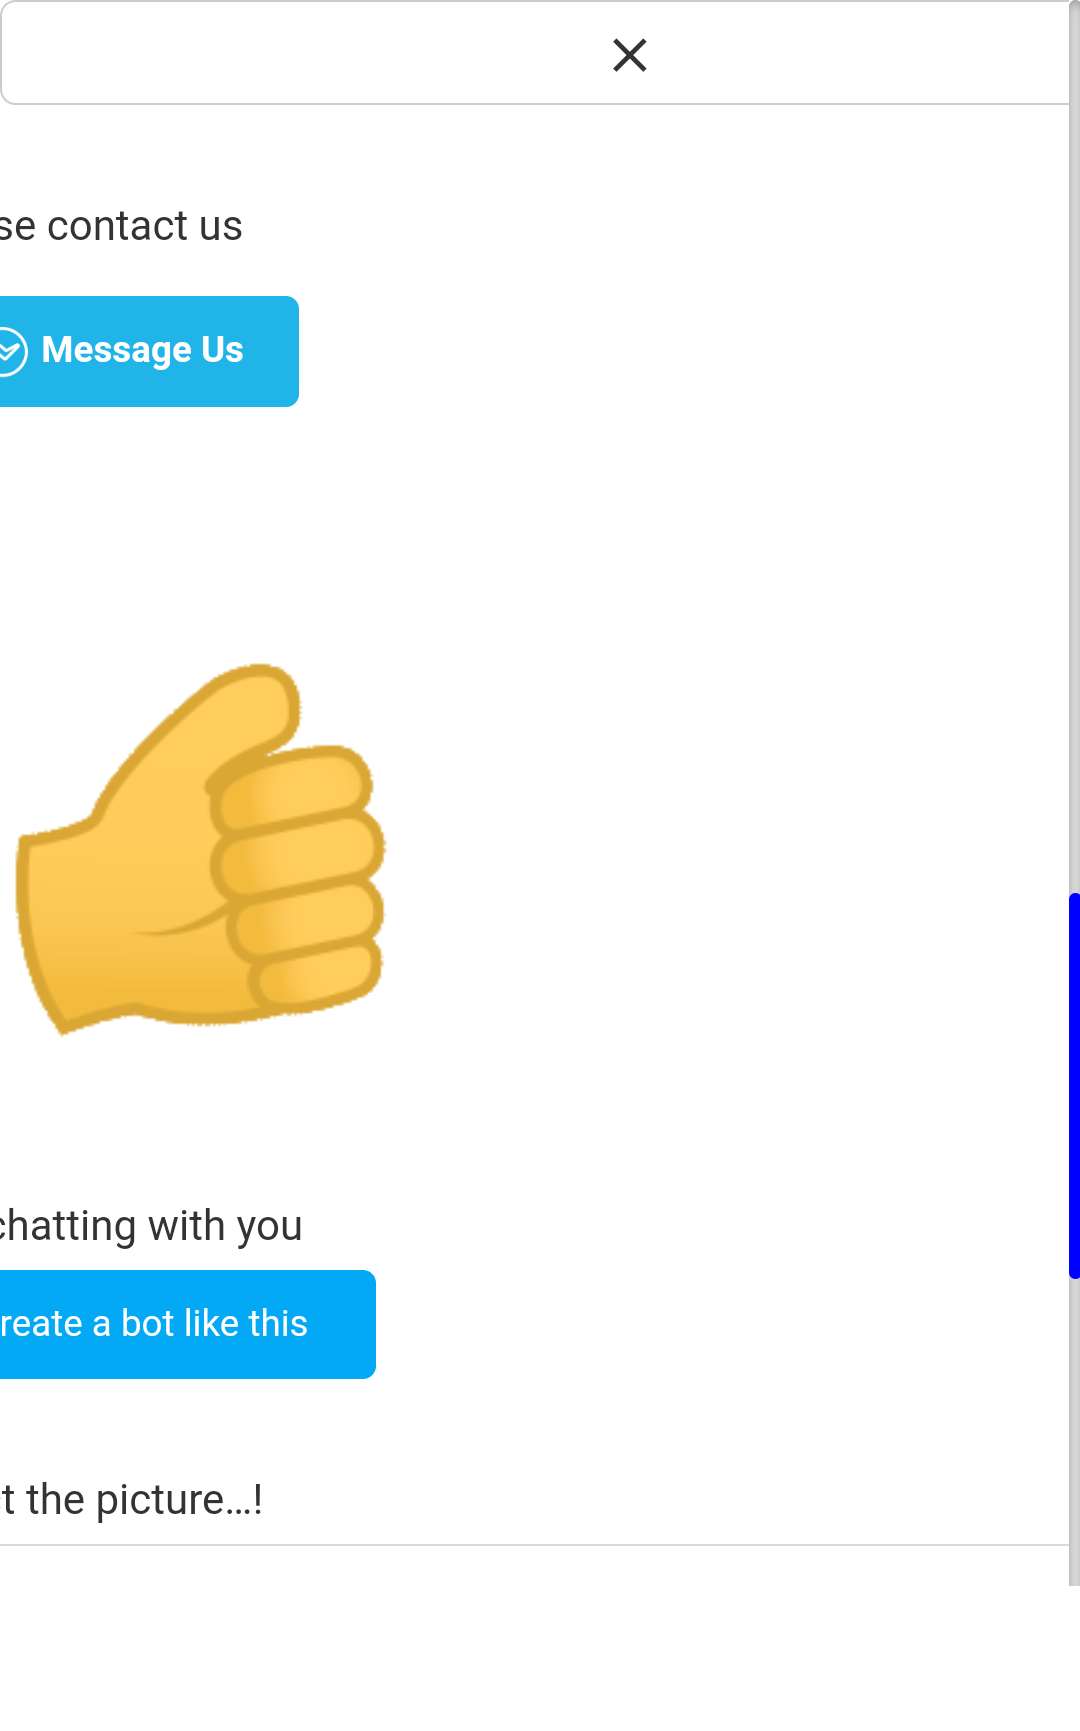 se contact us
Message Us
chatting with you
reate a bot like this
t the picture...!